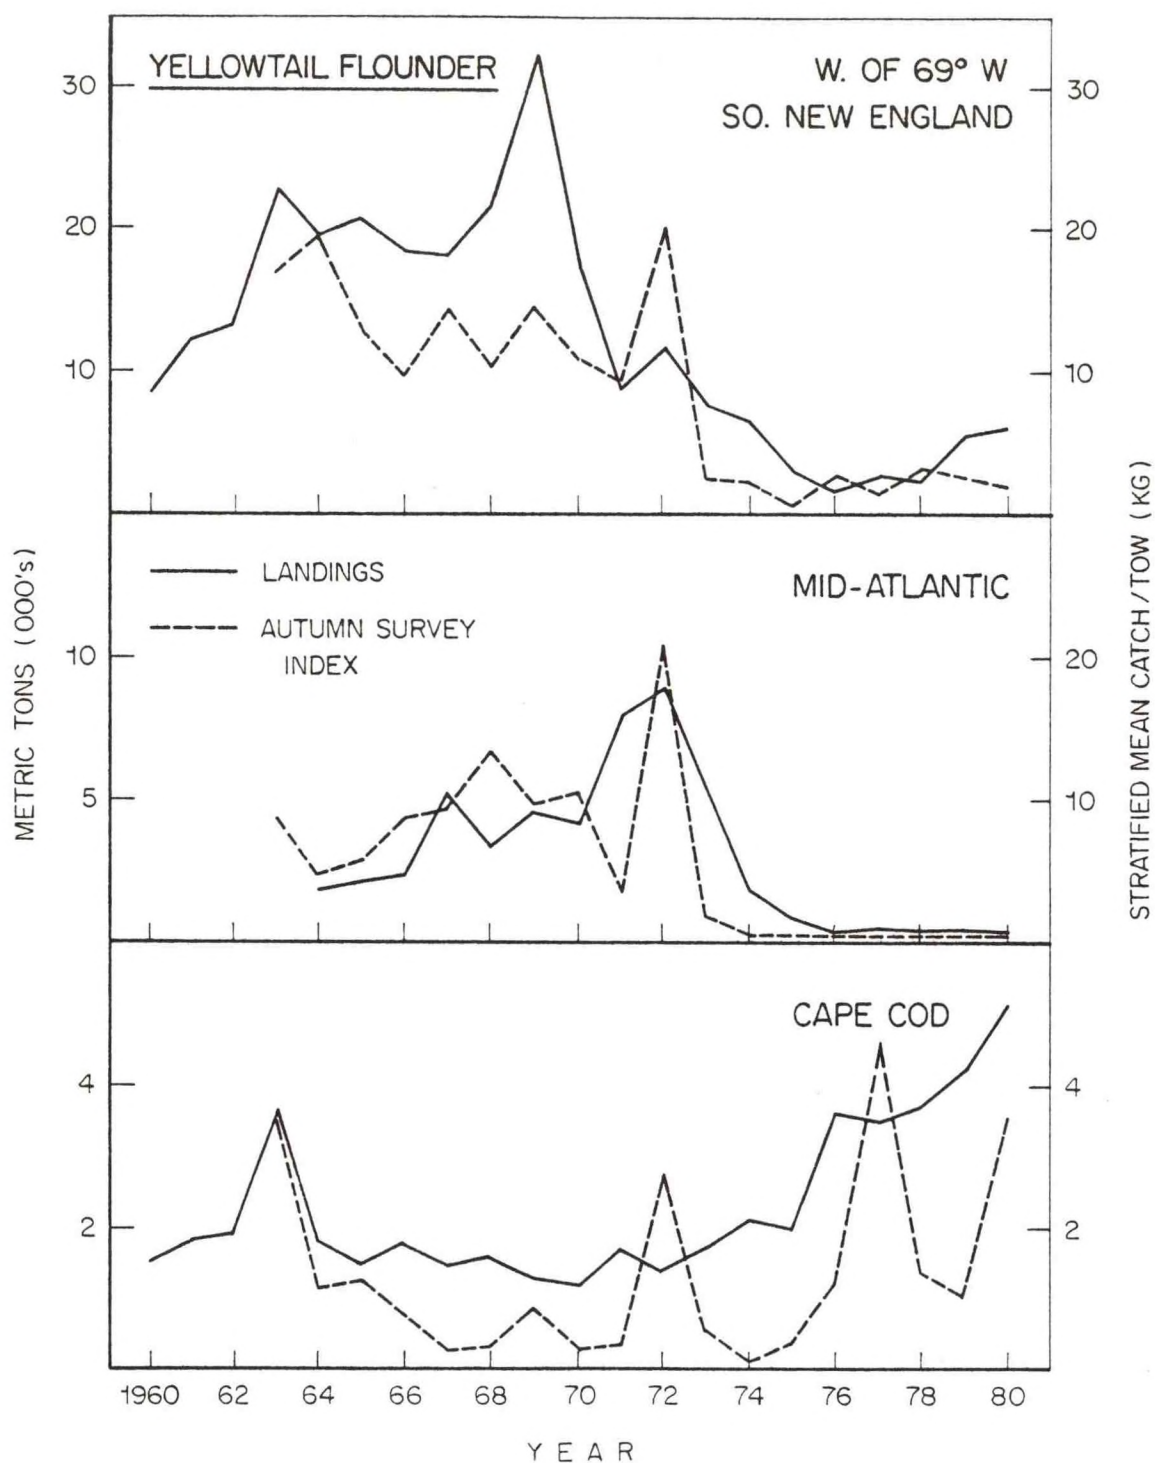 YELLOWTAIL FLOUNDER
W. OF 69° W
SO. NEW ENGLAND
30
20
10
30
20
10
METRIC TONS (000's)
STRATIFIED MEAN CATCH/TOW (KG)
LANDINGS
AUTUMN SURVEY
INDEX
MID-ATLANTIC
10
5
20
10
CAPE COD
4
2
4
2
1960 62 64 66 68 70 72 74 76 78 80
YEAR